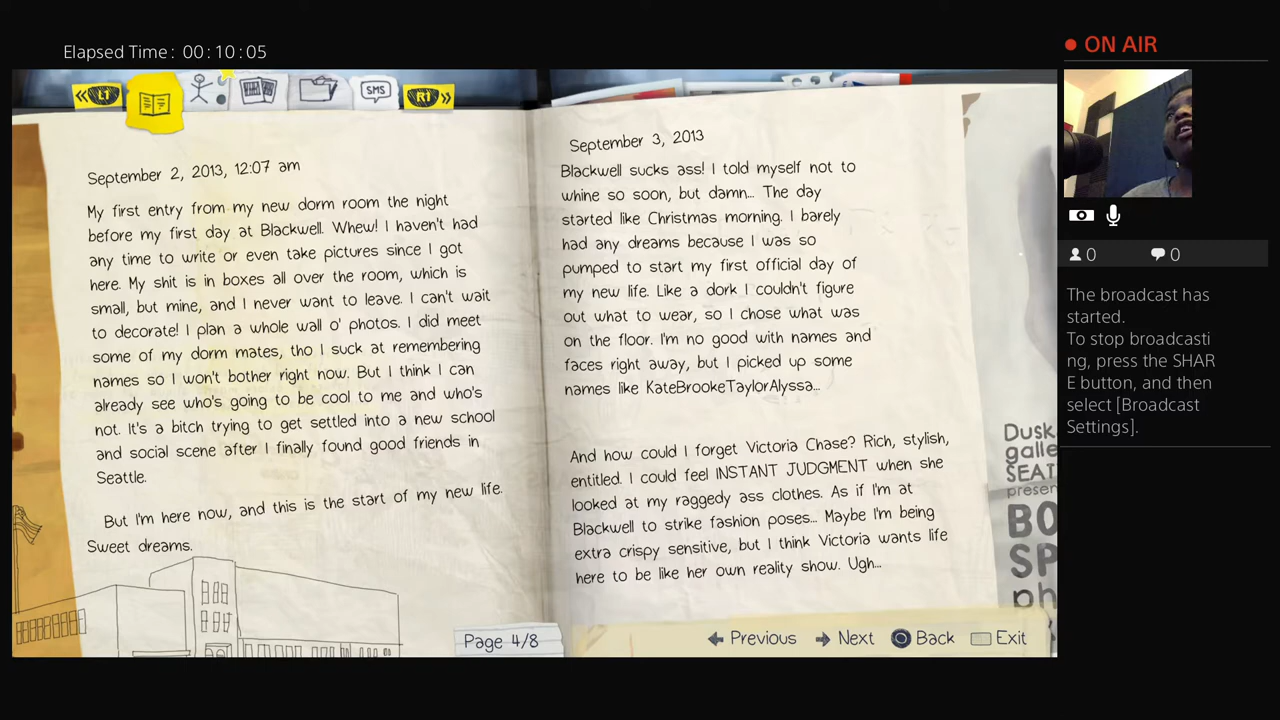 Elapsed Time: 00:10:05
ON AIR
L1
SMS
R1
September 2, 2013, 12:07 am
My first entry from my new dorm room the night
before my first day at Blackwell. Whew! I haven't had
any time to write or even take pictures since I got
here. My shit is in boxes all over the room, which is
small, but mine, and I never want to leave. I can't wait
to decorate! I plan a whole wall o' photos. I did meet
some of my dorm mates, tho I suck at remembering
names so I won't bother right now. But I think I can
already see who's going to be cool to me and who's
not. It's a bitch trying to get settled into a new school
and social scene after I finally found good friends in
Seattle.
But I'm here now, and this is the start of my new life.
Sweet dreams.
September 3, 2013
Blackwell sucks ass! I told myself not to
whine so soon, but damn... The day
started like Christmas morning. I barely
had any dreams because I was so
pumped to start my first official day of
my new life. Like a dork I couldn't figure
out what to wear, so I chose what was
on the floor. I'm no good with names and
faces right away, but I picked up some
names like KateBrookeTaylorAlyssa...
And how could I forget Victoria Chase? Rich, stylish,
entitled. I could feel INSTANT JUDGMENT when she
looked at my raggedy ass clothes. As if I'm at
Blackwell to strike fashion poses... Maybe I'm being
extra crispy sensitive, but I think Victoria wants life
here to be like her own reality show. Ugh...
Page 4/8
Previous
Next
Back
Exit
0
0
The broadcast has
started.
To stop broadcasti
ng, press the SHAR
E button, and then
select [Broadcast
Settings].